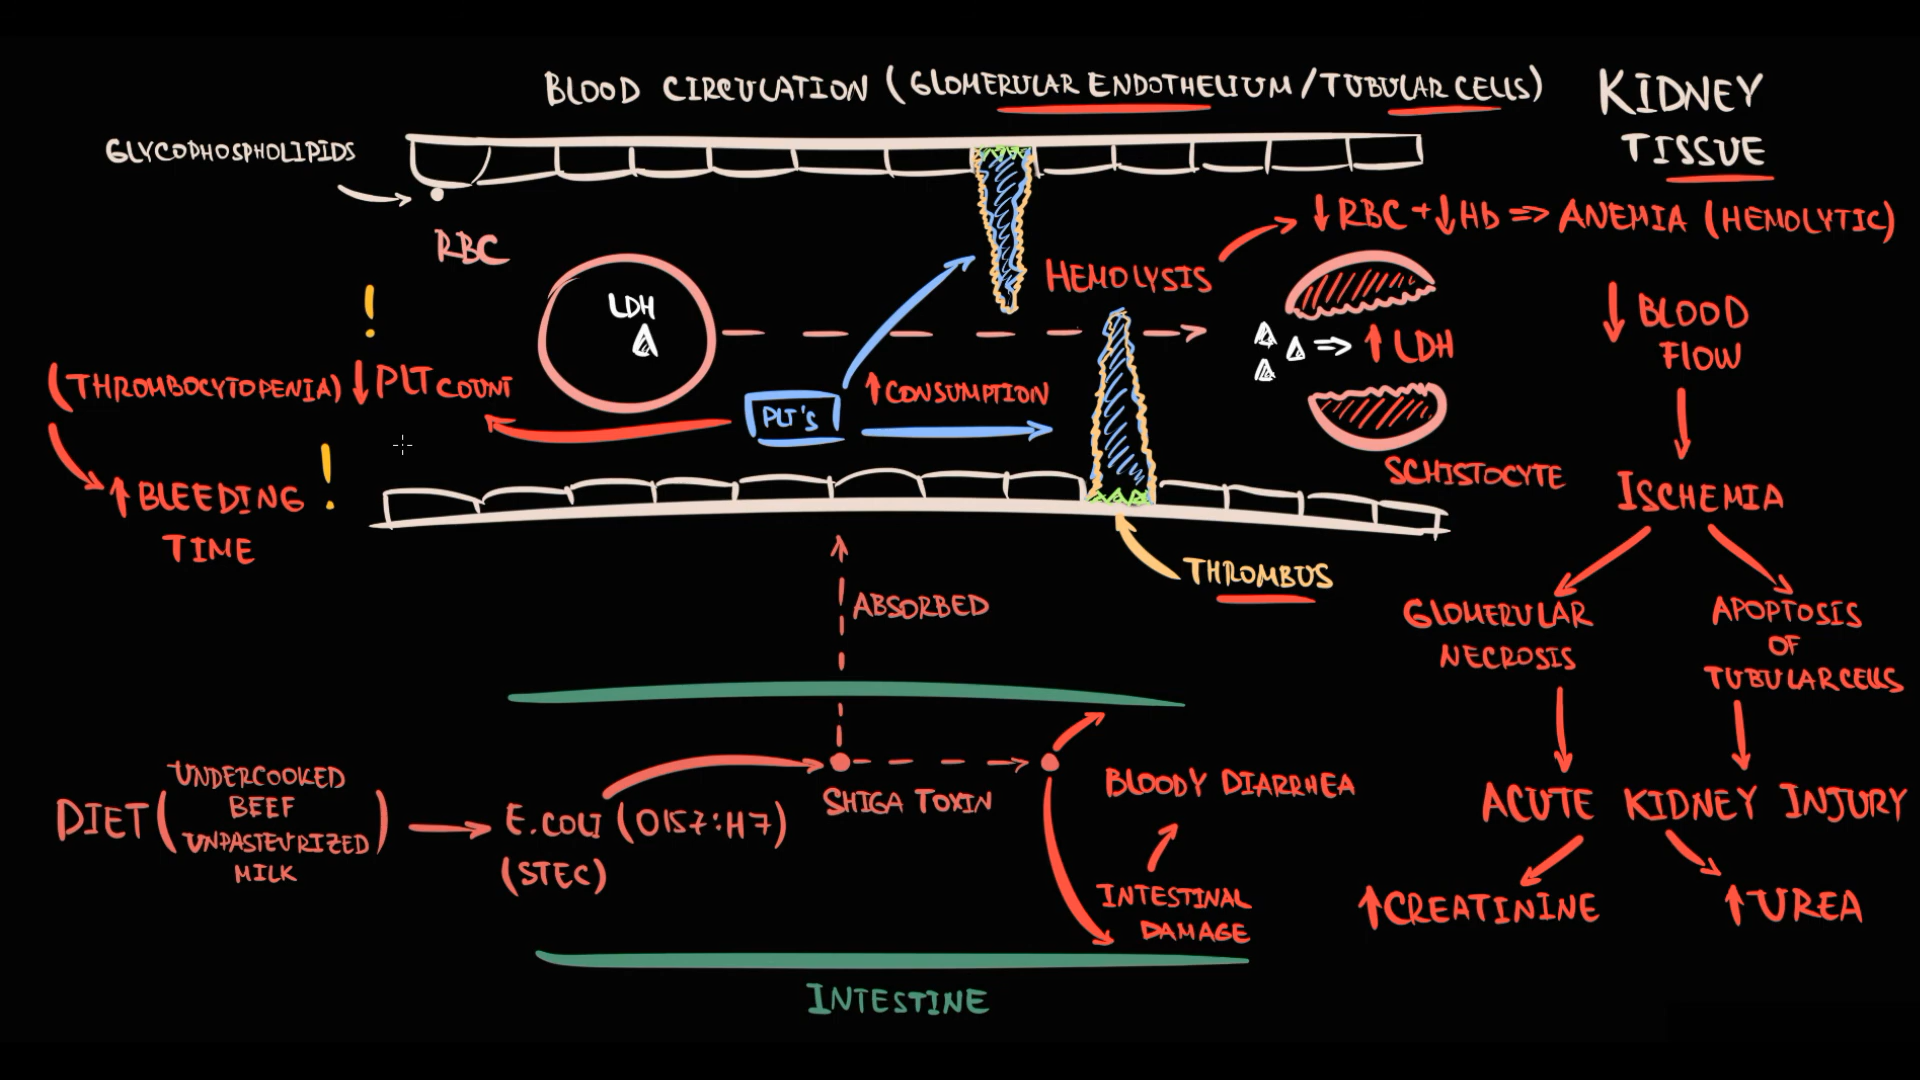 BLOOD CIRCULATION (GLOMERULAR ENDOTHELIUM/TUBULAR CELLS)
KIDNEY
TISSUE
GLYCOPHOSPHOLIPIDS
RBC
LDH
HEMOLYSIS
↓RBC+↓Hb => ANEMIA (HEMOLYTIC)
!
(THROMBOCYTOPENIA) ↓PLT COUNT
PLT'S
↑CONSUMPTION
=> ↑LDH
SCHISTOCYTE
!
↑BLEEDING
TIME
THROMBUS
↓BLOOD
FLOW
ISCHEMIA
GLOMERULAR
NECROSIS
APOPTOSIS
OF
TUBULAR CELLS
ACUTE KIDNEY INJURY
↑CREATININE
↑UREA
ABSORBED
DIET (UNDERCOOKED
BEEF
UNPASTEURIZED
MILK)
E.COLI (O157:H7)
(STEC)
SHIGA TOXIN
BLOODY DIARRHEA
INTESTINAL
DAMAGE
INTESTINE